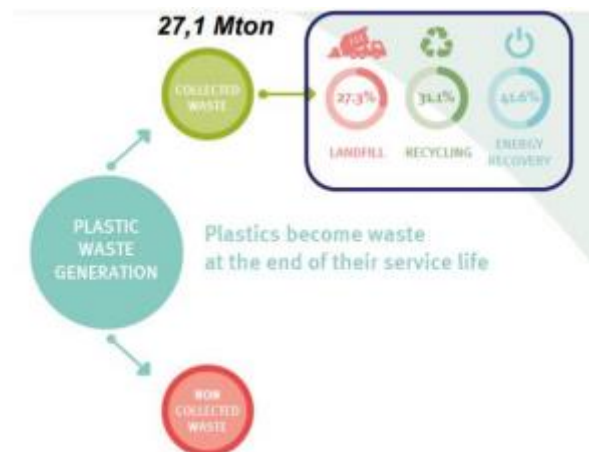 27,1 Mton
COLLECTED
WASTE
27.3%
31.1%
41.6%
LANDFILL
RECYCLING
ENERGY
RECOVERY
PLASTIC
WASTE
GENERATION
Plastics become waste
at the end of their service life
NON
COLLECTED
WASTE